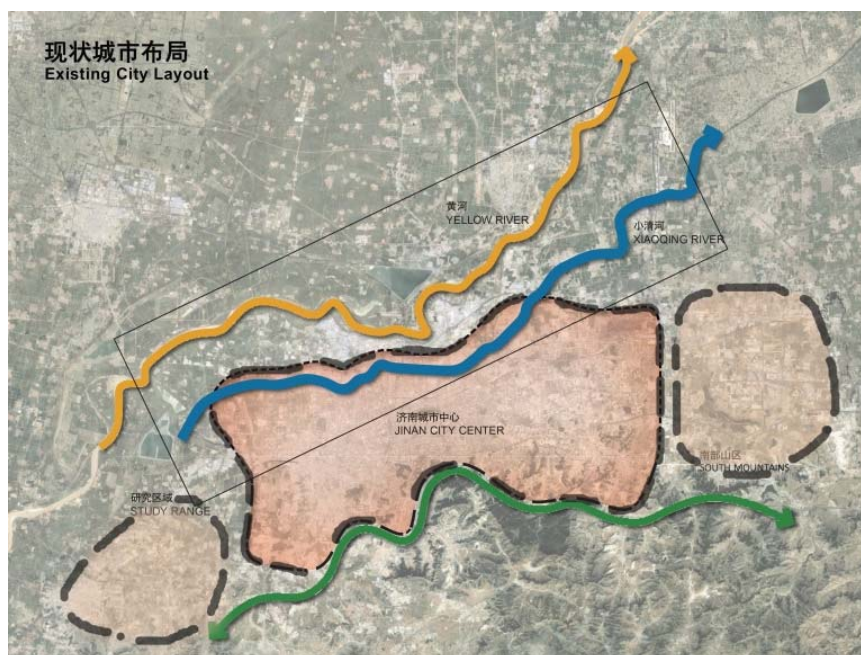 现状城市布局
Existing City Layout
黄河
YELLOW RIVER
小清河
XIAOQING RIVER
济南城市中心
JINAN CITY CENTER
南部山区
SOUTH MOUNTAINS
研究区域
STUDY RANGE